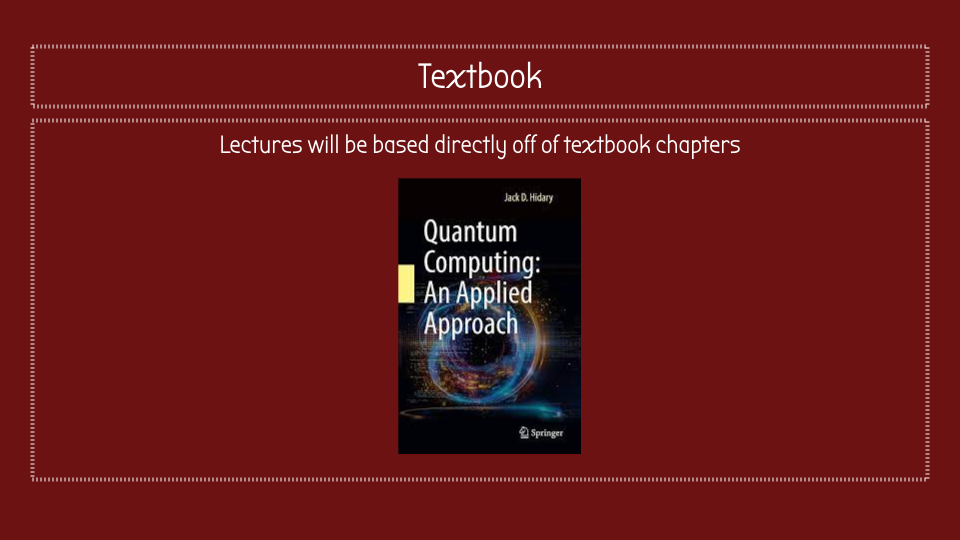 Textbook
Lectures will be based directly off of textbook chapters
Jack D. Hidary
Quantum
Computing:
An Applied
Approach
Springer